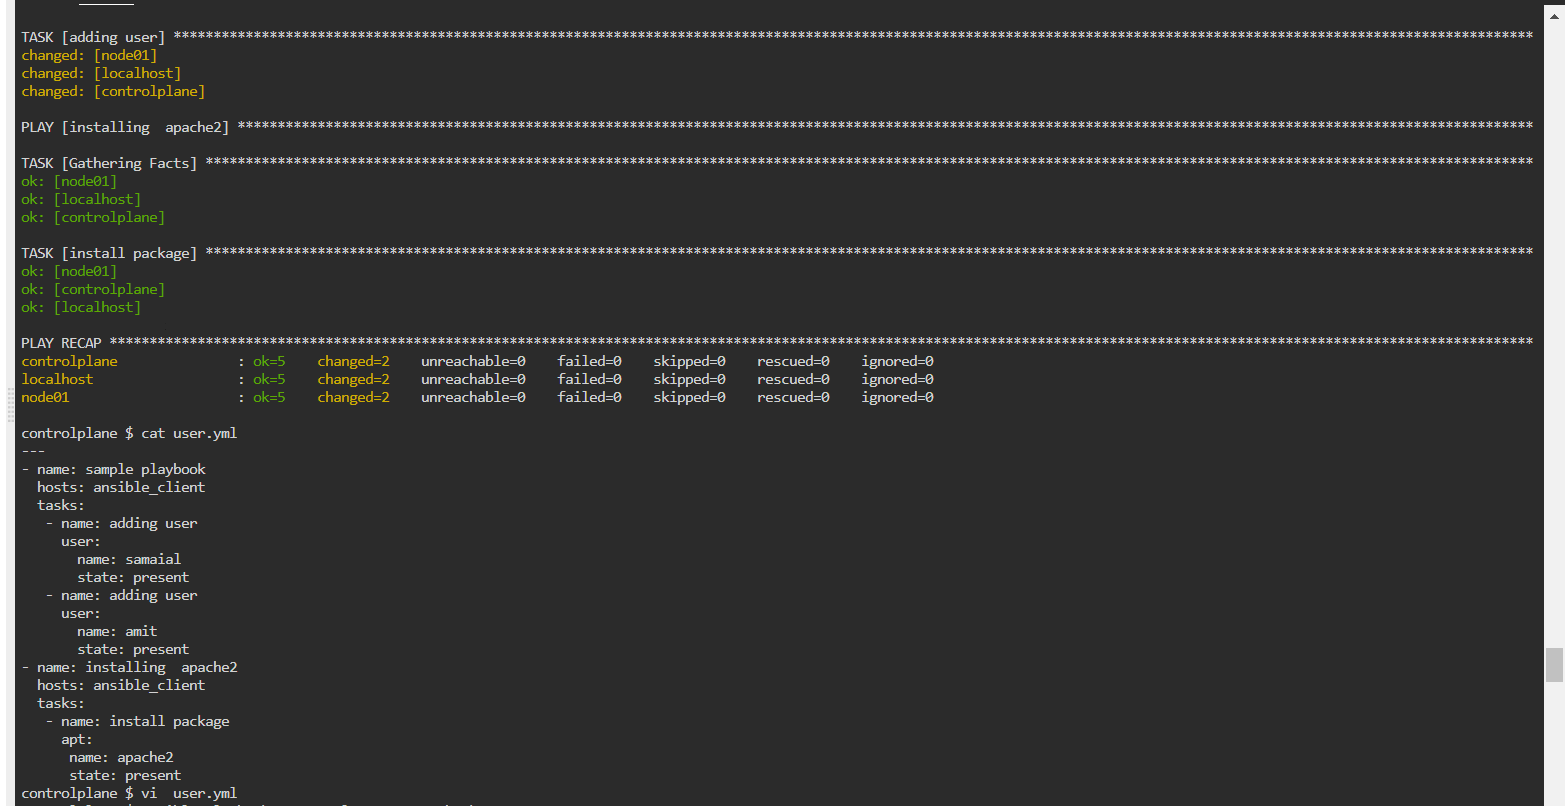 TASK [adding user] **************************************************************************************************************************************************************************
changed: [node01]
changed: [localhost]
changed: [controlplane]
PLAY [installing  apache2] ******************************************************************************************************************************************************************
TASK [Gathering Facts] **********************************************************************************************************************************************************************
ok: [node01]
ok: [localhost]
ok: [controlplane]
TASK [install package] **********************************************************************************************************************************************************************
ok: [node01]
ok: [controlplane]
ok: [localhost]
PLAY RECAP **********************************************************************************************************************************************************************************
controlplane               : ok=5    changed=2    unreachable=0    failed=0    skipped=0    rescued=0    ignored=0
localhost                  : ok=5    changed=2    unreachable=0    failed=0    skipped=0    rescued=0    ignored=0
node01                     : ok=5    changed=2    unreachable=0    failed=0    skipped=0    rescued=0    ignored=0
controlplane $ cat user.yml
---
- name: sample playbook
  hosts: ansible_client
  tasks:
   - name: adding user
     user:
       name: samaial
       state: present
   - name: adding user
     user:
       name: amit
       state: present
- name: installing  apache2
  hosts: ansible_client
  tasks:
   - name: install package
     apt:
      name: apache2
      state: present
controlplane $ vi  user.yml